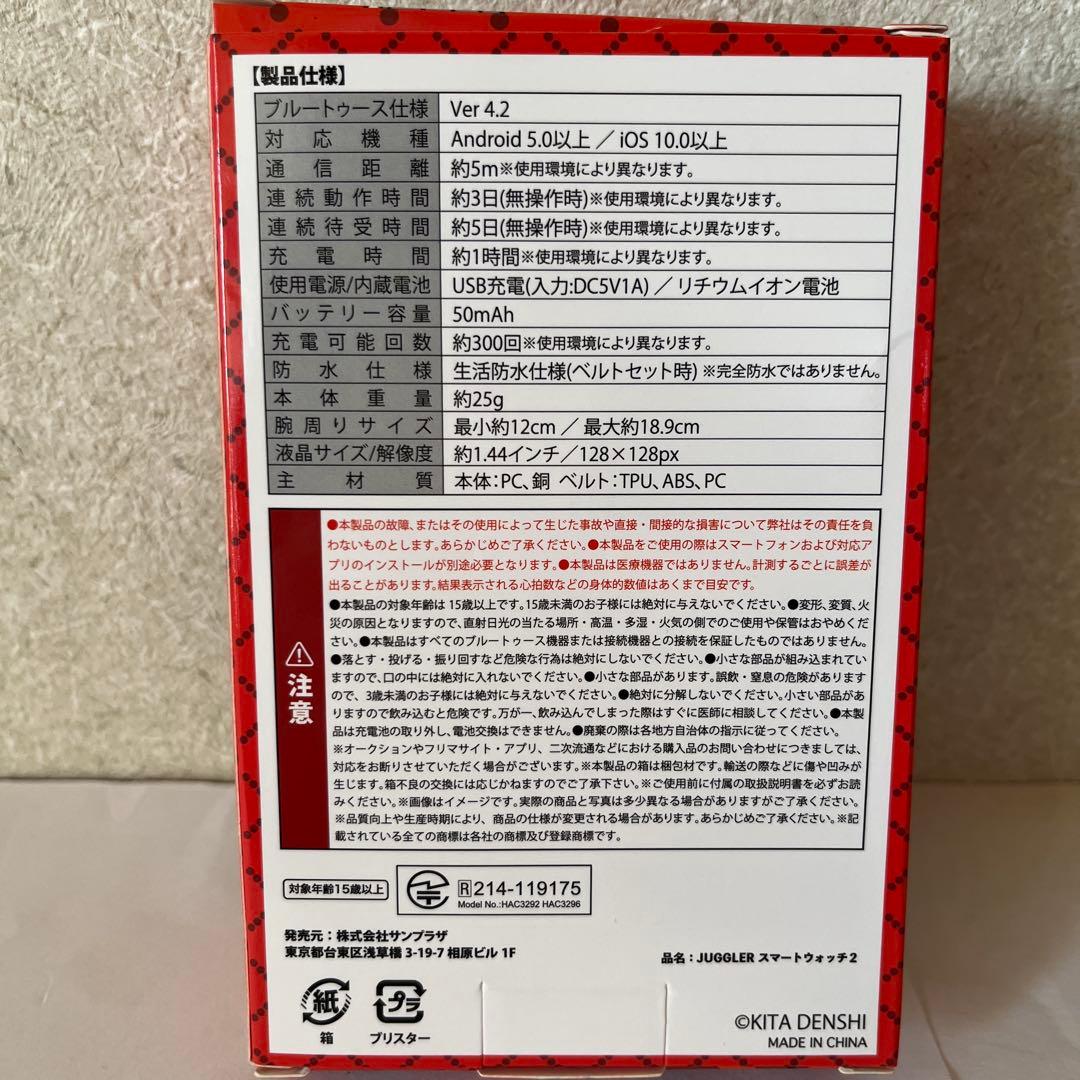 【製品仕様】
ブルートゥース仕様 Ver 4.2
対応機種 Android 5.0以上 ／ iOS 10.0以上
通信距離 約5m※使用環境により異なります。
連続動作時間 約3日(無操作時)※使用環境により異なります。
連続待受時間 約5日(無操作時)※使用環境により異なります。
充電時間 約1時間※使用環境により異なります。
使用電源/内蔵電池 USB充電(入力:DC5V1A) ／リチウムイオン電池
バッテリー容量 50mAh
充電可能回数 約300回※使用環境により異なります。
防水仕様 生活防水仕様(ベルトセット時) ※完全防水ではありません。
本体重量 約25g
腕周りサイズ 最小約12cm ／ 最大約18.9cm
液晶サイズ/解像度 約1.44インチ／128×128px
主材質 本体：PC、銅 ベルト：TPU、ABS、PC
注意
●本製品の故障、またはその使用によって生じた事故や直接・間接的な損害について弊社はその責任を負
わないものとします。あらかじめご了承ください。●本製品をご使用の際はスマートフォンおよび対応ア
プリのインストールが別途必要となります。●本製品は医療機器ではありません。計測するごとに誤差が
出ることがあります。結果表示される心拍数などの身体的数値はあくまで目安です。
●本製品の対象年齢は15歳以上です。15歳未満のお子様には絶対に与えないでください。●変形、変質、火
災の原因となりますので、直射日光の当たる場所・高温・多湿・火気の側でのご使用や保管はおやめくだ
さい。●本製品はすべてのブルートゥース機器または接続機器との接続を保証したものではありません。
●落とす・投げる・振り回すなど危険な行為は絶対にしないでください。●小さな部品が組み込まれていま
すので、口の中には絶対に入れないでください。●小さな部品があります。誤飲・窒息の危険があります
ので、3歳未満のお子様には絶対に与えないでください。●絶対に分解しないでください。小さい部品があ
りますので飲み込むと危険です。万が一、飲み込んでしまった際はすぐに医師に相談してください。●本製
品は充電池の取り外し、電池交換はできません。●廃棄の際は各地方自治体の指示に従ってください。
※オークションやフリマサイト・アプリ、二次流通などにおける購入品のお問い合わせにつきましては、
対応をお断りさせていただく場合がございます。※本製品の箱は梱包材です。輸送の際などに傷や凹みが
生じます。箱不良の交換には応じかねますのでご了承下さい。※ご使用前に付属の取扱説明書を必ずお読
みください。※画像はイメージです。実際の商品と写真は多少異なる場合がありますがご了承ください。
※品質向上や生産時期により、商品の仕様が変更される場合があります。あらかじめご了承ください。※記
載されている全ての商標は各社の商標及び登録商標です。
対象年齢15歳以上
R 214-119175
Model No.:HAC3292 HAC3296
発売元：株式会社サンプラザ
東京都台東区浅草橋 3-19-7 相原ビル 1F
品名：JUGGLER スマートウォッチ2
紙 プラ
箱 ブリスター
©KITA DENSHI
MADE IN CHINA